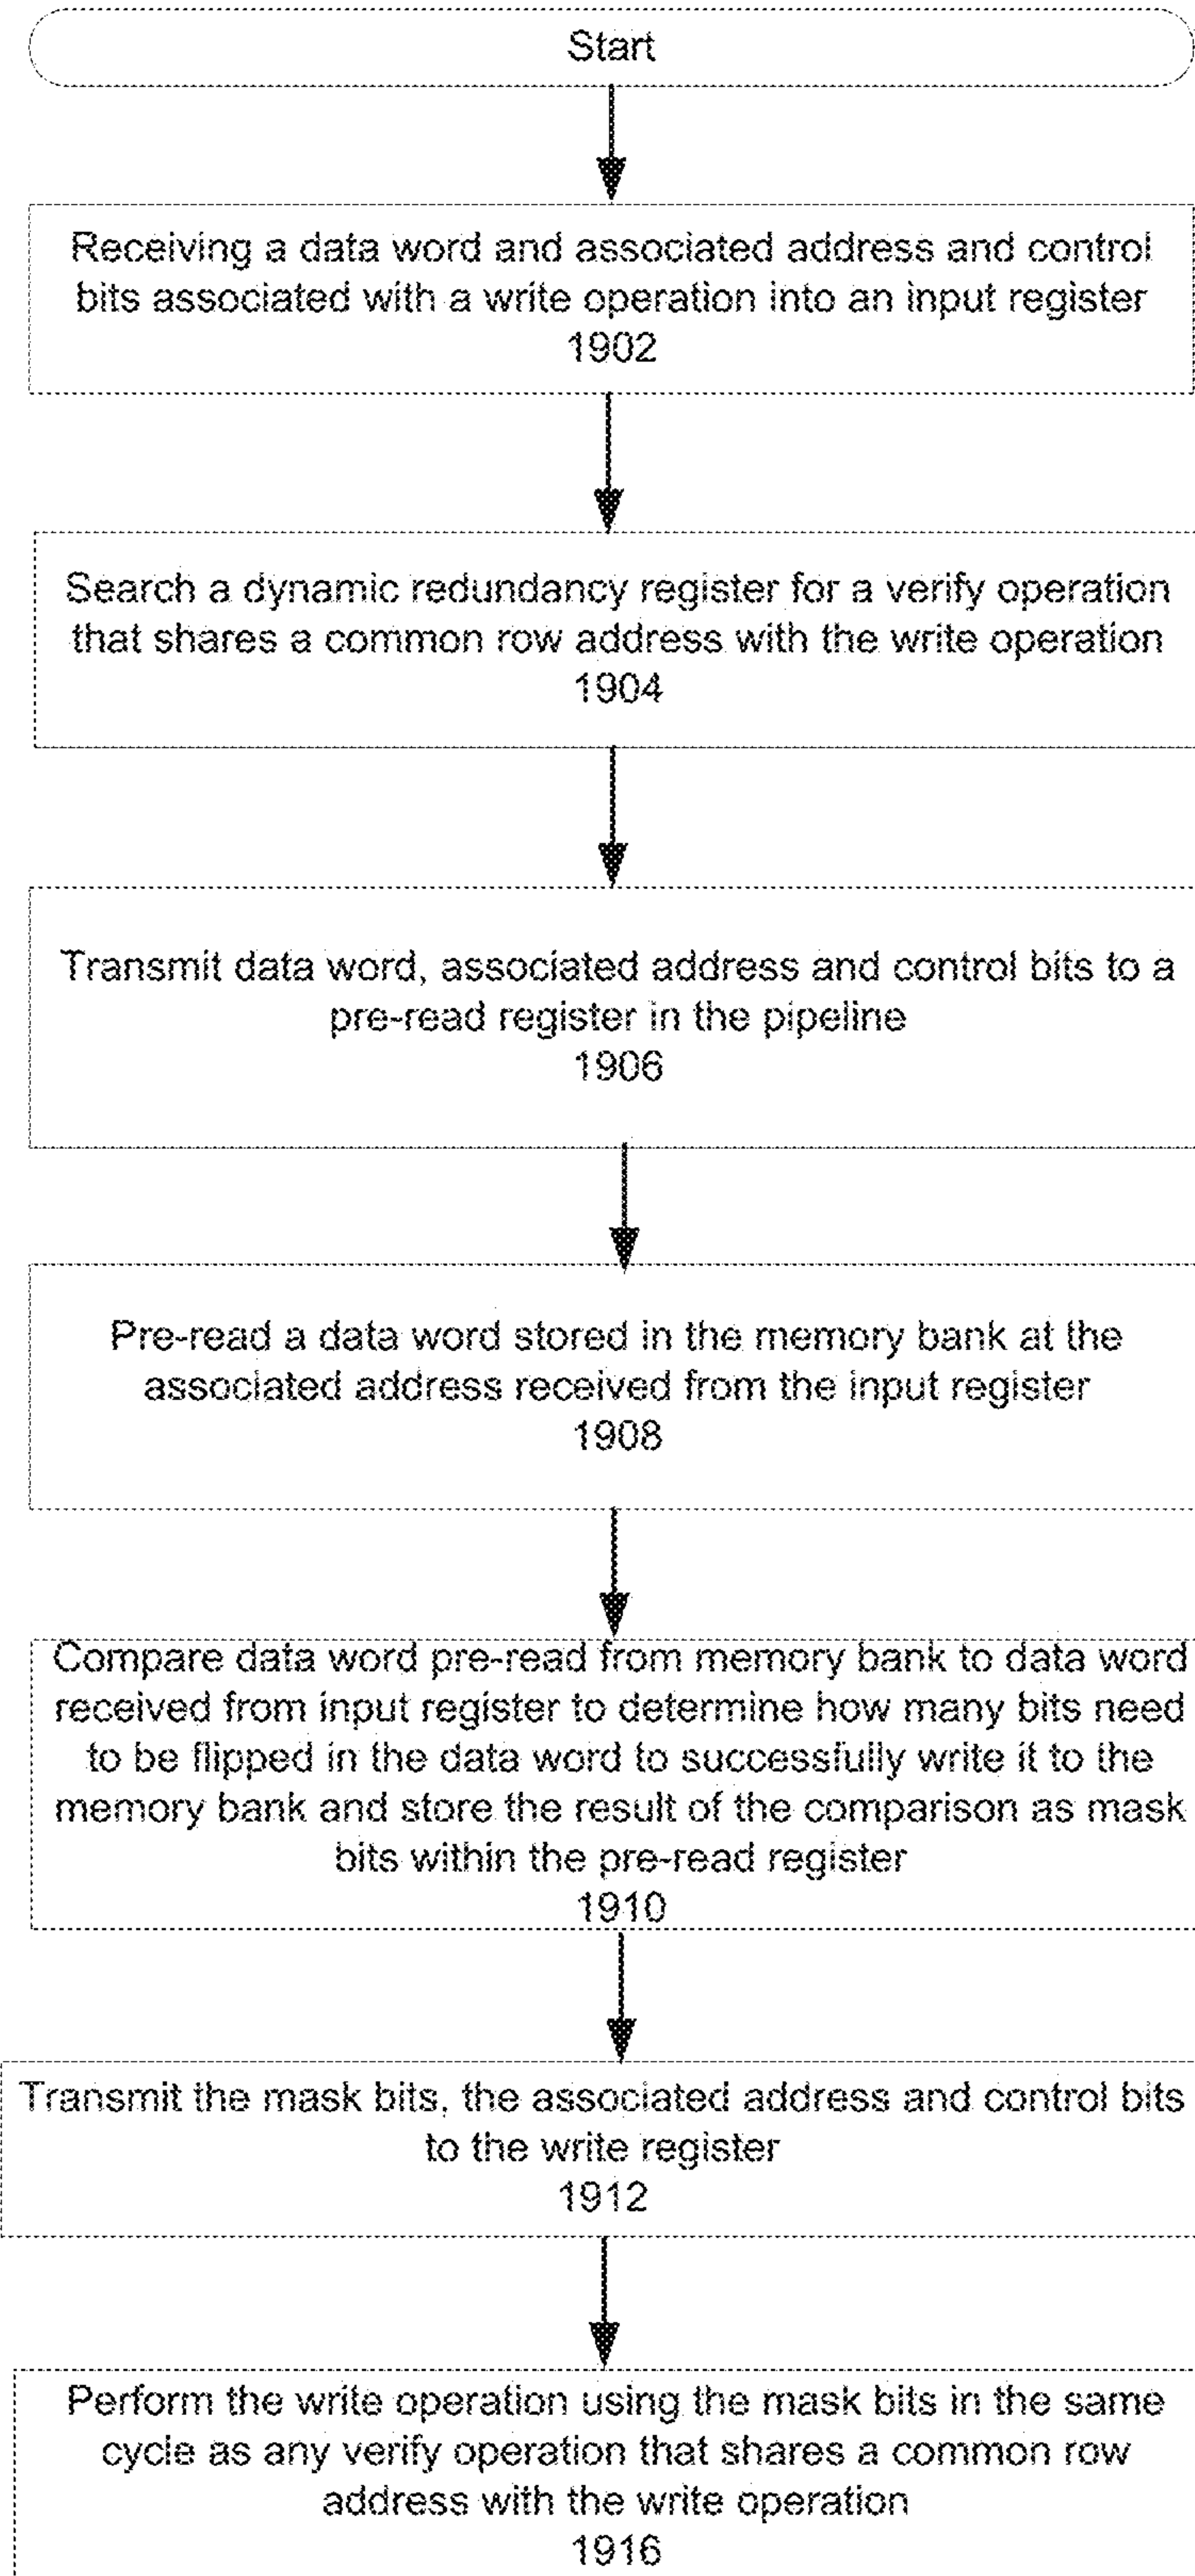 Start
Receiving a data word and associated address and control
bits associated with a write operation into an input register
1902
Search a dynamic redundancy register for a verify operation
that shares a common row address with the write operation
1904
Transmit data word, associated address and control bits to a
pre-read register in the pipeline
1906
Pre-read a data word stored in the memory bank at the
associated address received from the input register
1908
Compare data word pre-read from memory bank to data word
received from input register to determine how many bits need
to be flipped in the data word to successfully write it to the
memory bank and store the result of the comparison as mask
bits within the pre-read register
1910
Transmit the mask bits, the associated address and control bits
to the write register
1912
Perform the write operation using the mask bits in the same
cycle as any verify operation that shares a common row
address with the write operation
1916